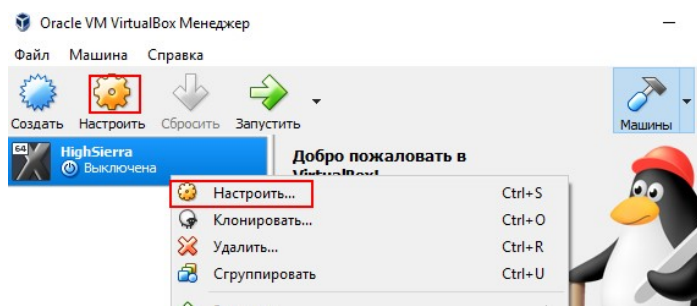 Oracle VM VirtualBox Менеджер
Файл Машина Справка
Создать Настроить Сбросить Запустить Машины
64 HighSierra
Выключена
Добро пожаловать в
VirtualBox!
Настроить... Ctrl+S
Клонировать... Ctrl+O
Удалить... Ctrl+R
Сгруппировать Ctrl+U